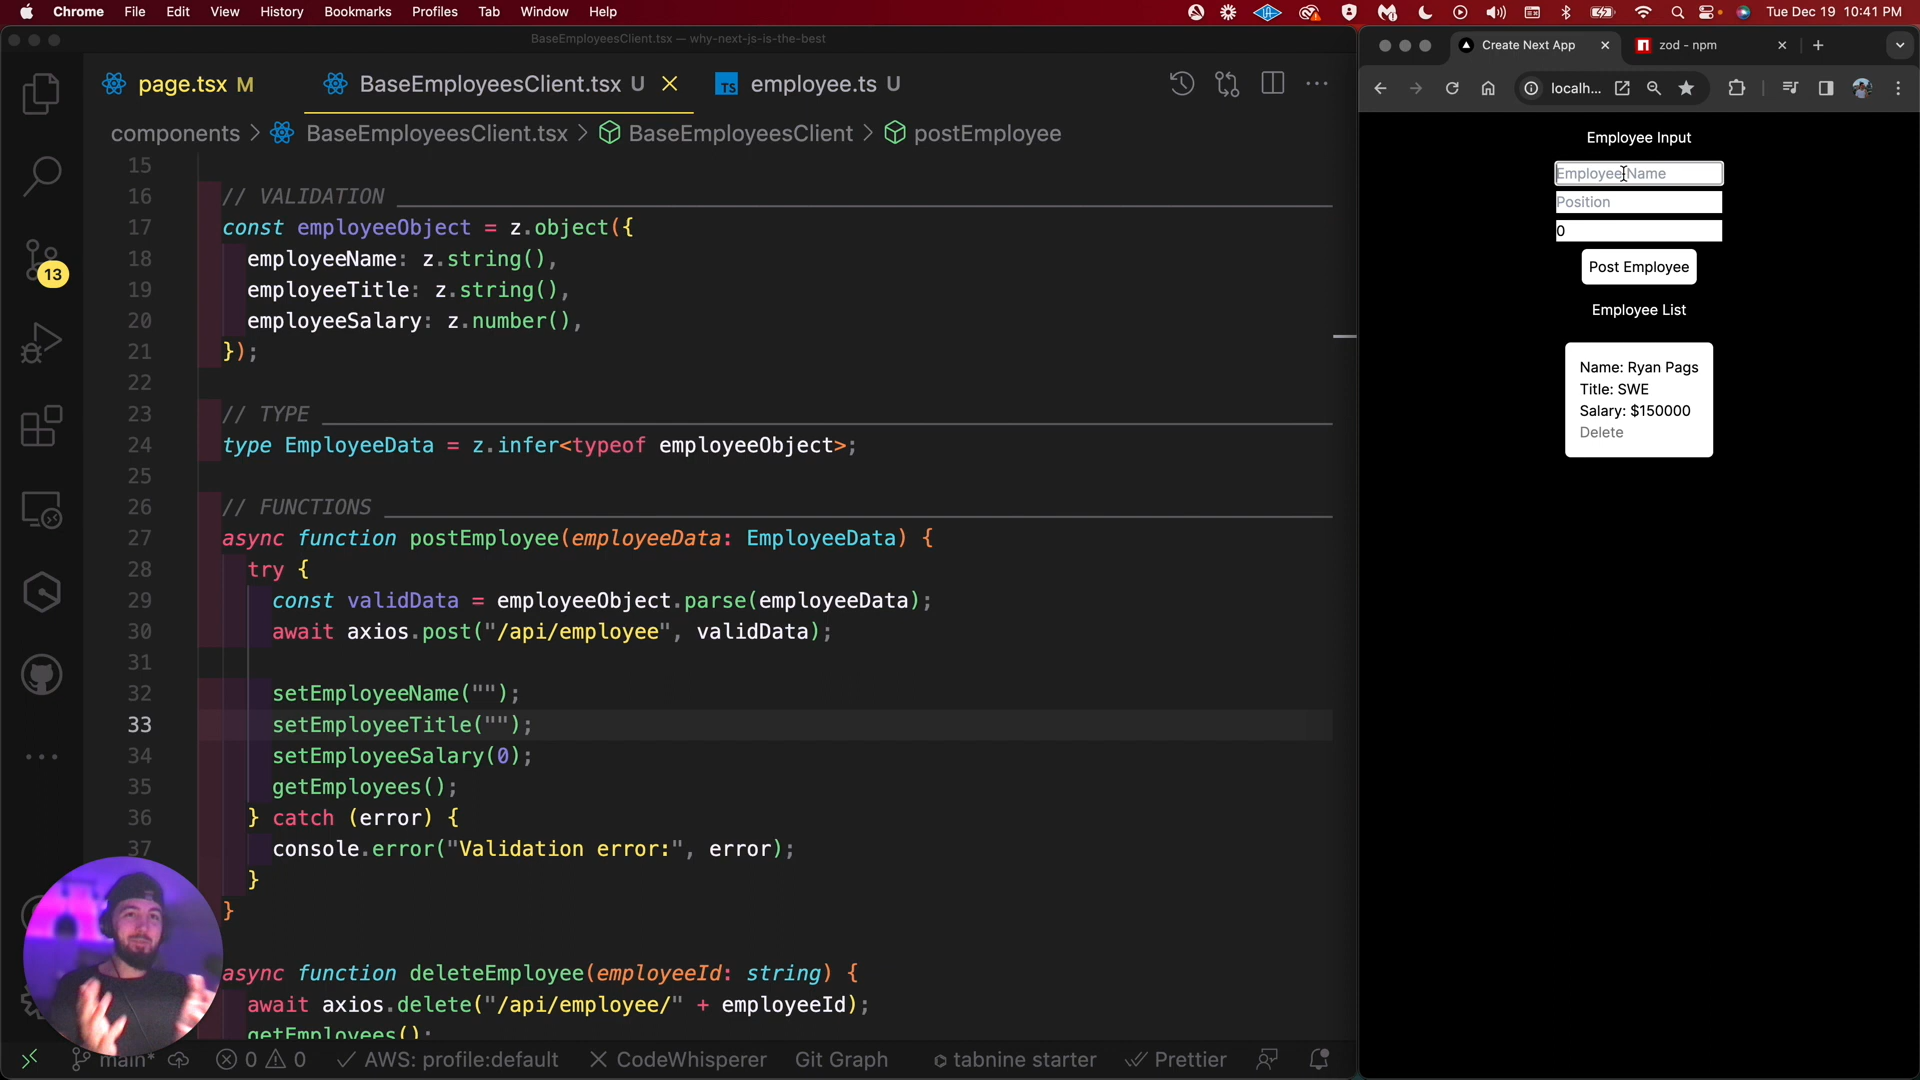 Chrome File Edit View History Bookmarks Profiles Tab Window Help Tue Dec 19 10:41 PM
BaseEmployeesClient.tsx — why-next-js-is-the-best
page.tsx M BaseEmployeesClient.tsx U employee.ts U
components > BaseEmployeesClient.tsx > BaseEmployeesClient > postEmployee
15
16 // VALIDATION
17 const employeeObject = z.object({
18 employeeName: z.string(),
19 employeeTitle: z.string(),
20 employeeSalary: z.number(),
21 });
22
23 // TYPE
24 type EmployeeData = z.infer<typeof employeeObject>;
25
26 // FUNCTIONS
27 async function postEmployee(employeeData: EmployeeData) {
28 try {
29 const validData = employeeObject.parse(employeeData);
30 await axios.post("/api/employee", validData);
31
32 setEmployeeName("");
33 setEmployeeTitle("");
34 setEmployeeSalary(0);
35 getEmployees();
36 } catch (error) {
37 console.error("Validation error:", error);
}
}
async function deleteEmployee(employeeId: string) {
await axios.delete("/api/employee/" + employeeId);
getEmployees();
13
main* 0 0 AWS: profile:default CodeWhisperer Git Graph tabnine starter Prettier
Create Next App zod - npm
localh...
Employee Input
Employee Name
Position
0
Post Employee
Employee List
Name: Ryan Pags
Title: SWE
Salary: $150000
Delete